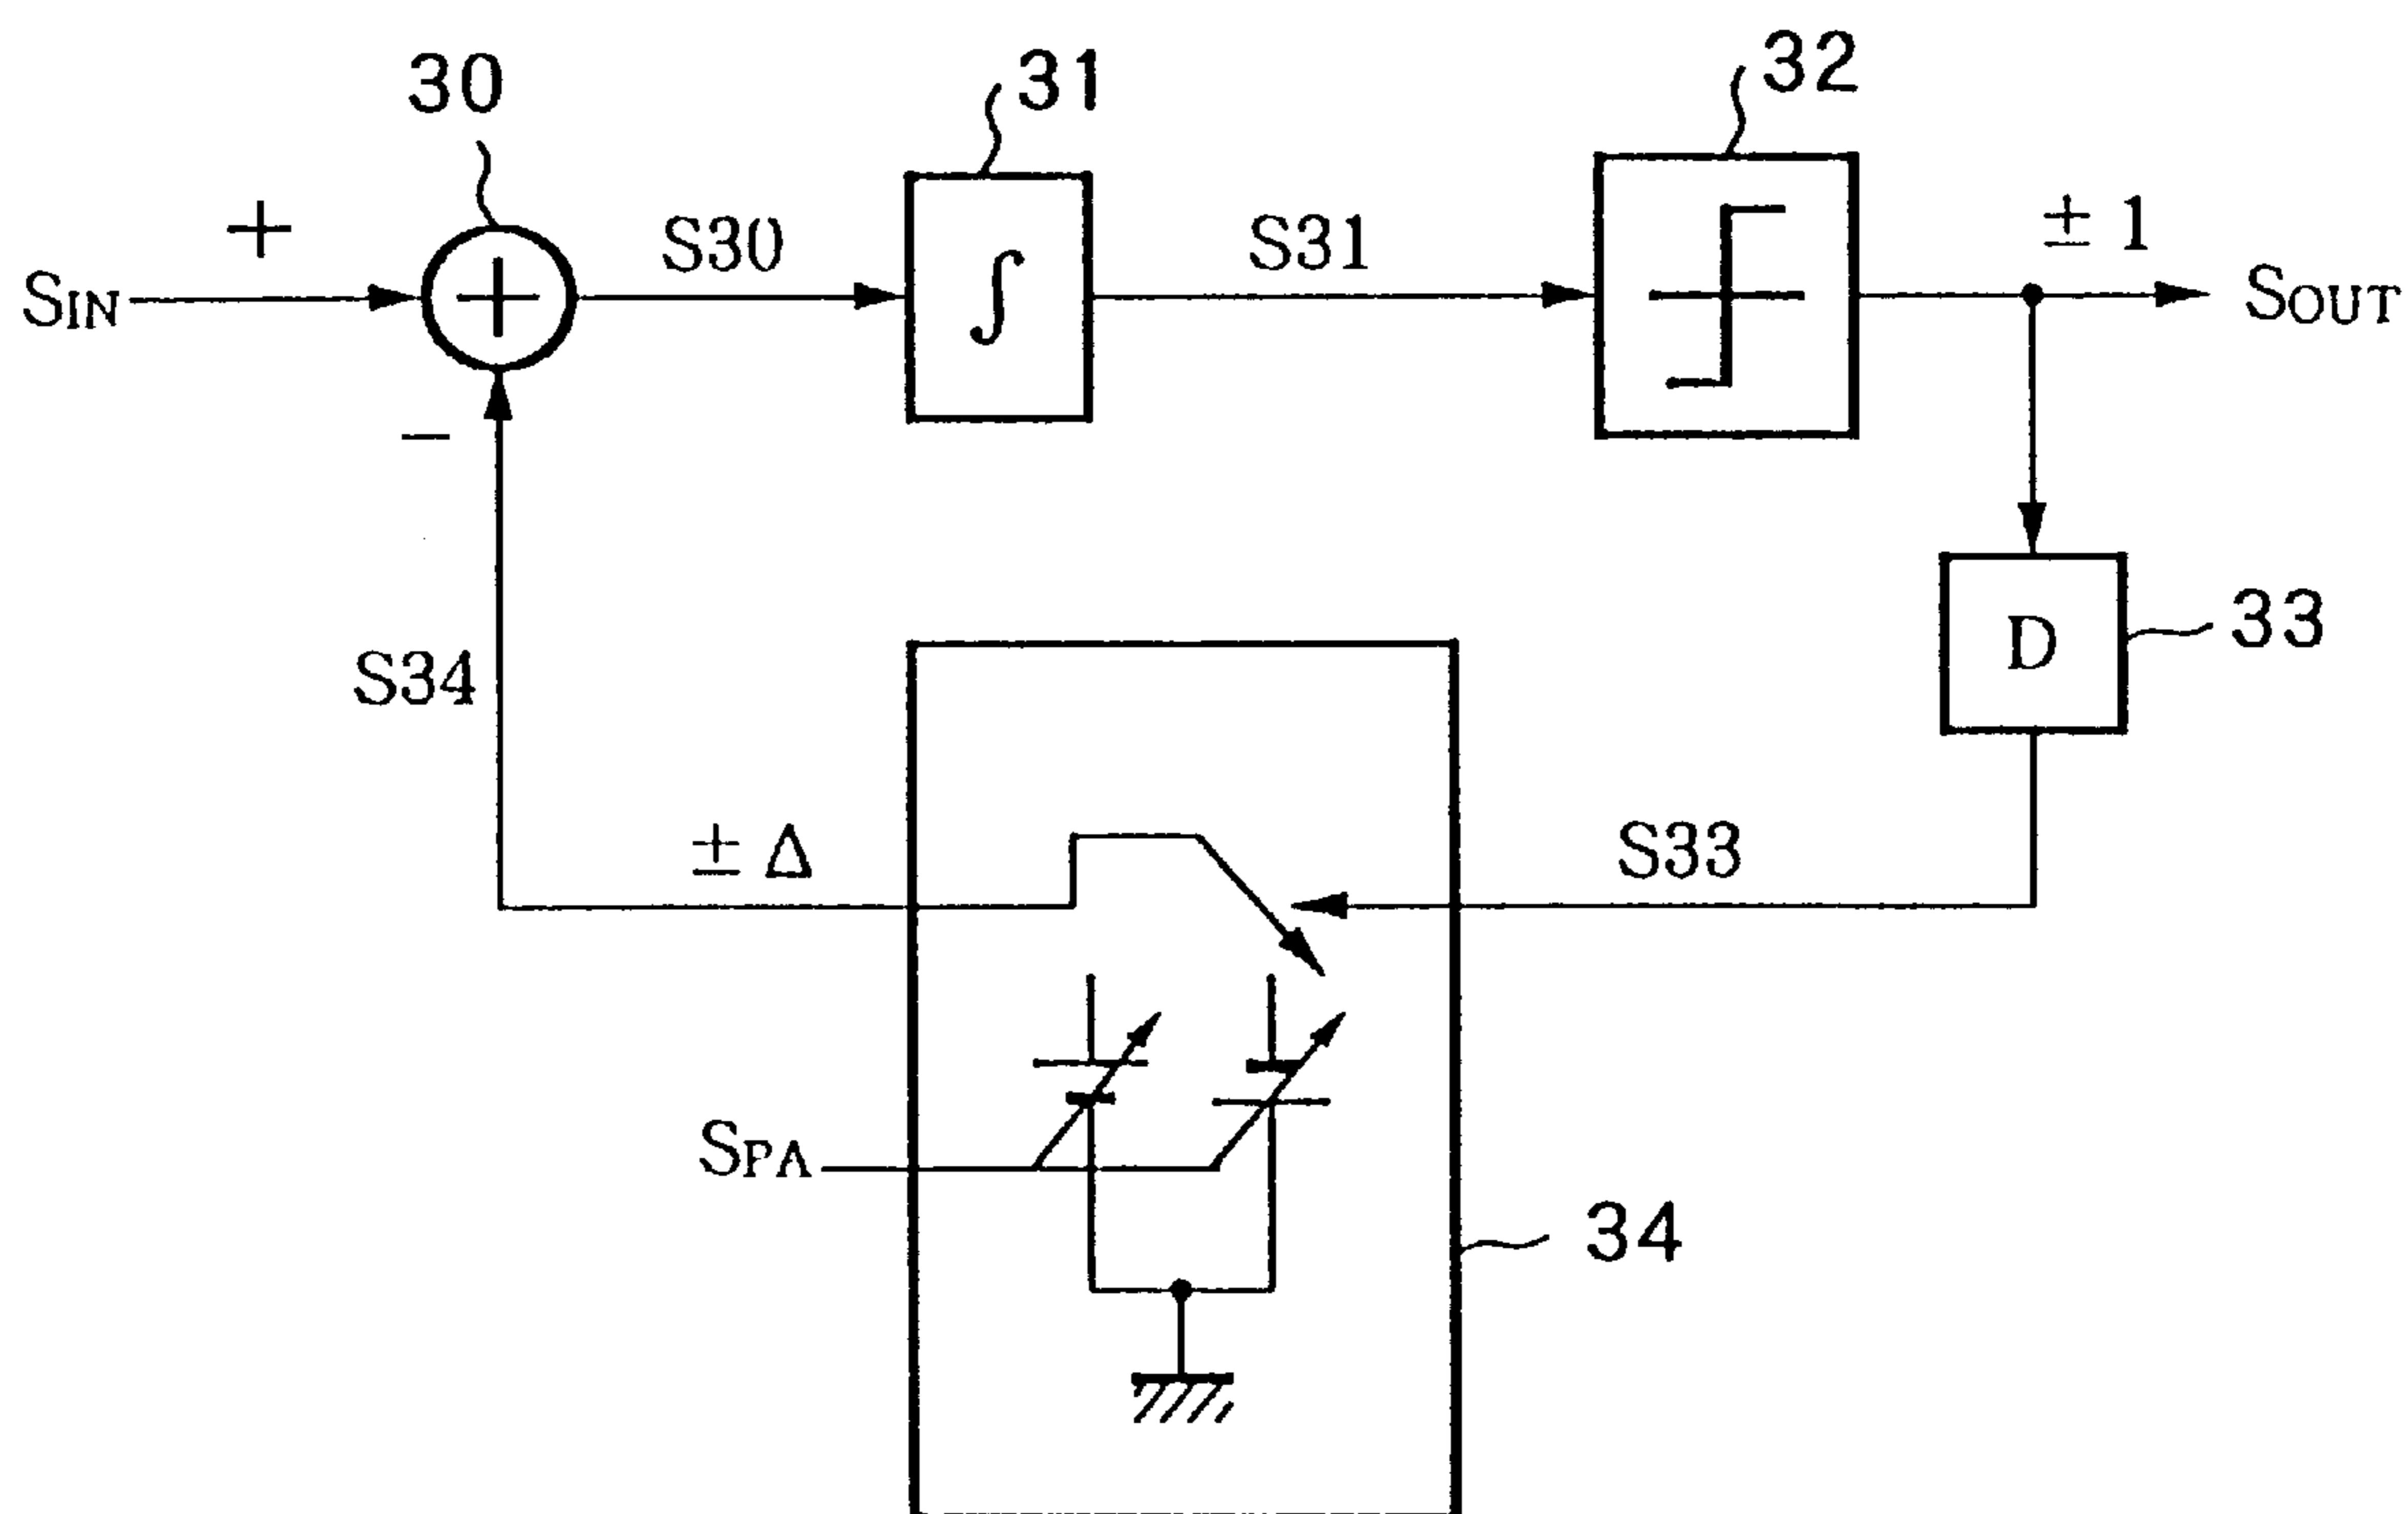 30
31
32
+
S30
S31
± 1
SIN
+
∫
SOUT
−
D
33
S34
± Δ
S33
SPA
34